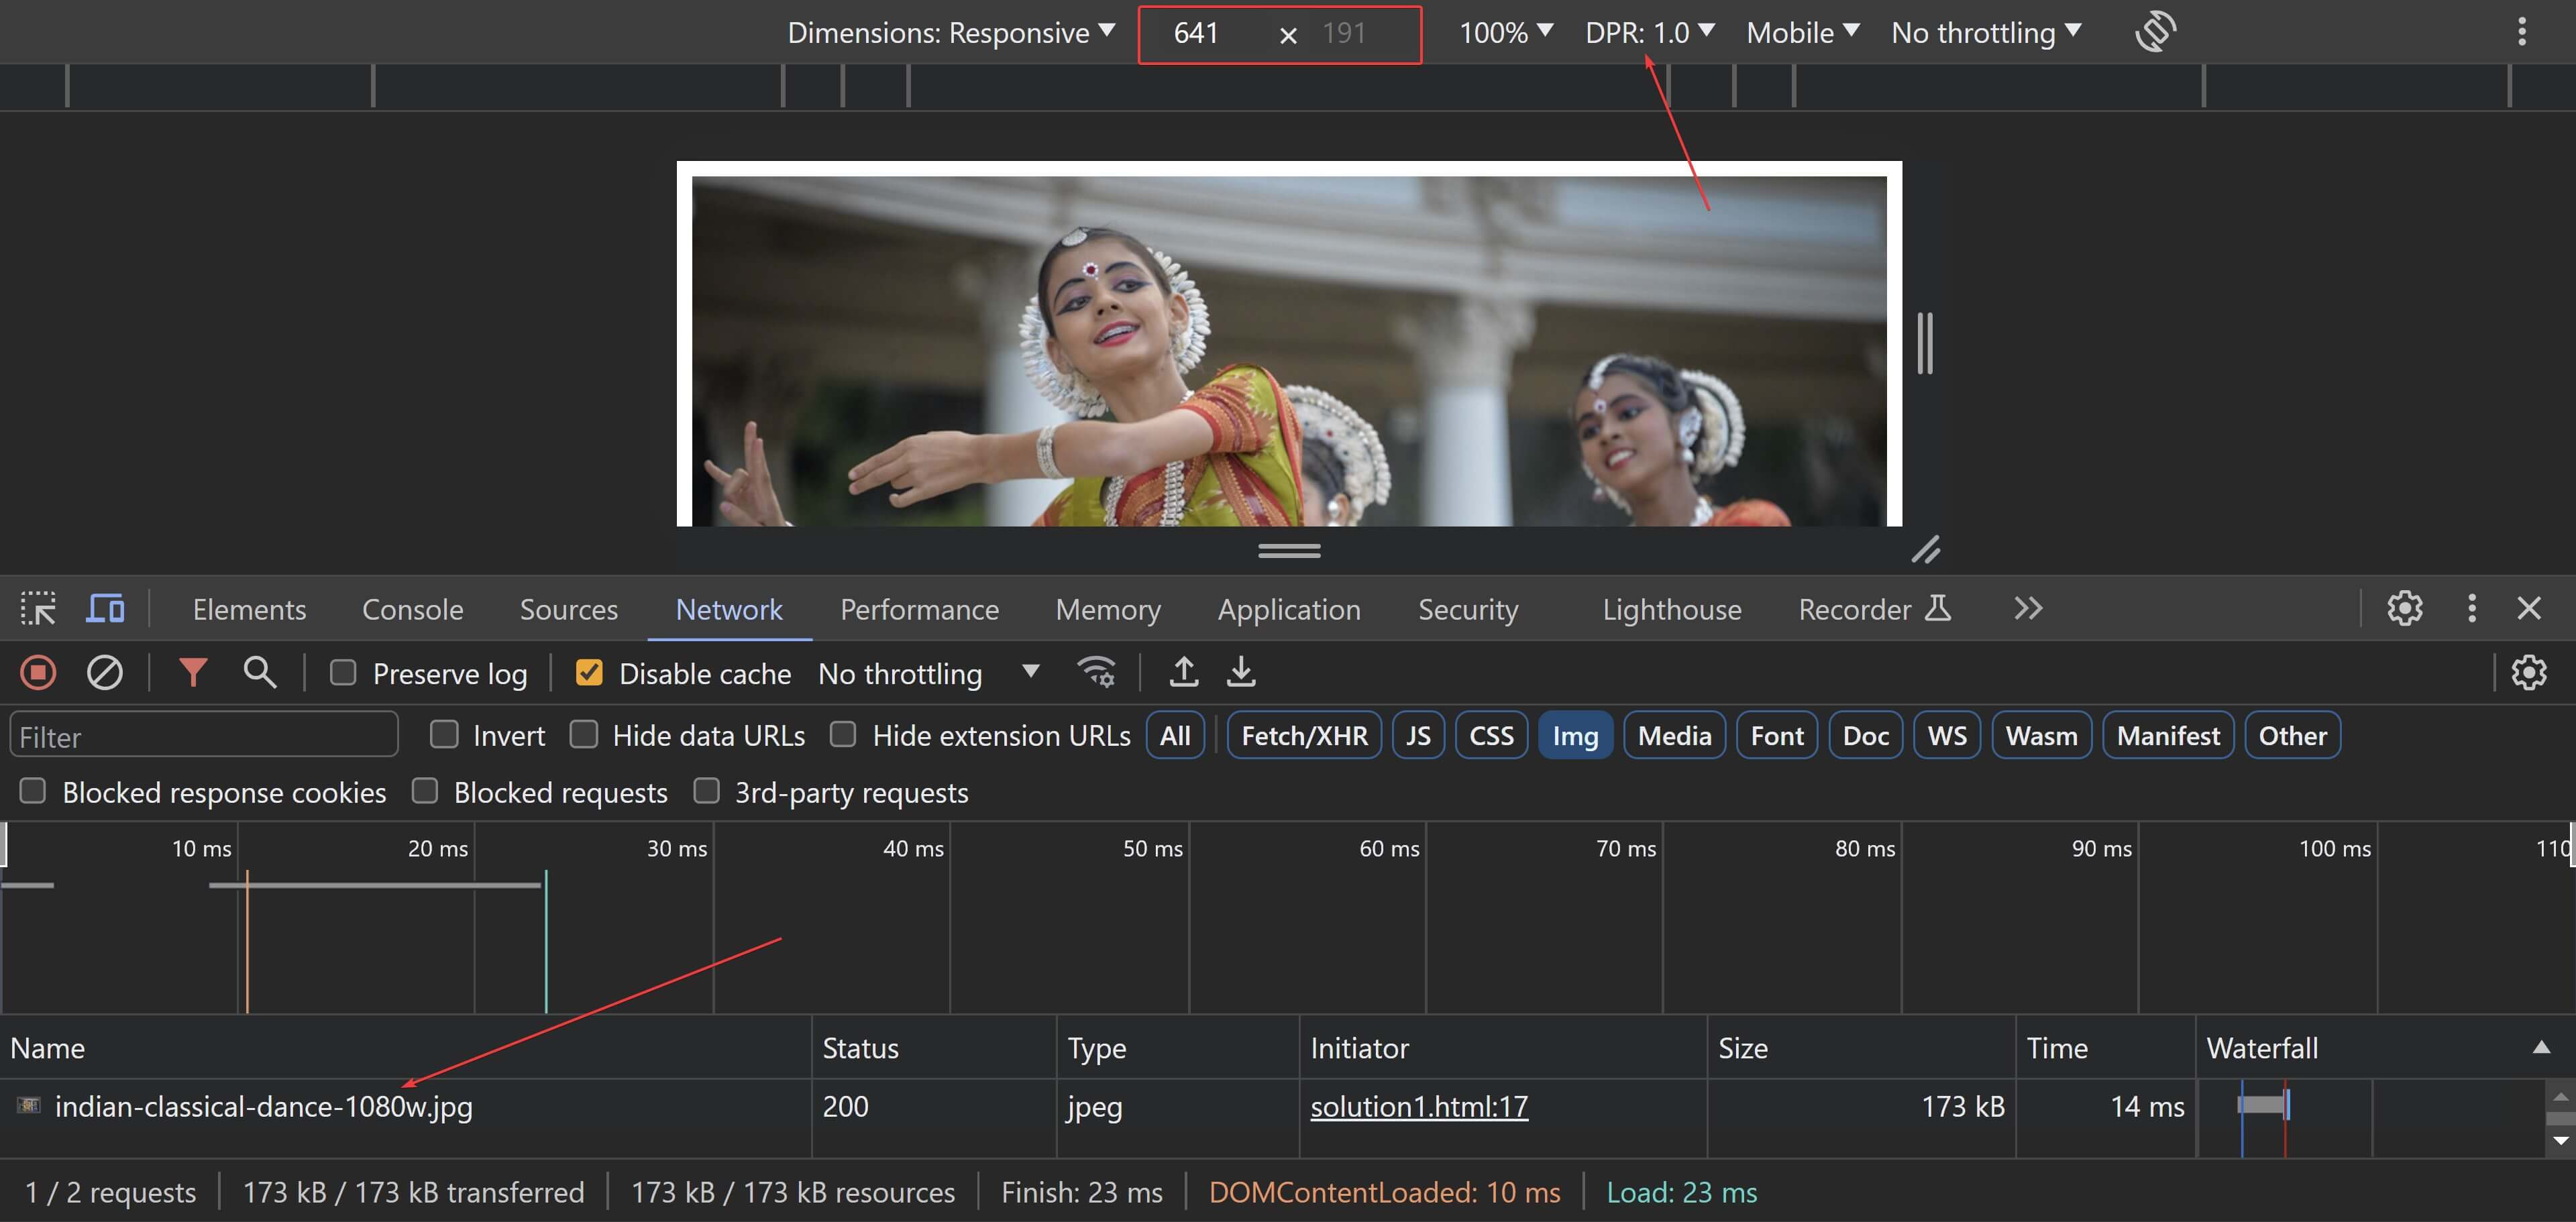 Dimensions: Responsive 641 × 191 100% DPR: 1.0 Mobile No throttling
Elements Console Sources Network Performance Memory Application Security Lighthouse Recorder
Preserve log Disable cache No throttling
Filter Invert Hide data URLs Hide extension URLs All Fetch/XHR JS CSS Img Media Font Doc WS Wasm Manifest Other
Blocked response cookies Blocked requests 3rd-party requests
10 ms 20 ms 30 ms 40 ms 50 ms 60 ms 70 ms 80 ms 90 ms 100 ms 110
Name Status Type Initiator Size Time Waterfall
indian-classical-dance-1080w.jpg 200 jpeg solution1.html:17 173 kB 14 ms
1 / 2 requests 173 kB / 173 kB transferred 173 kB / 173 kB resources Finish: 23 ms DOMContentLoaded: 10 ms Load: 23 ms